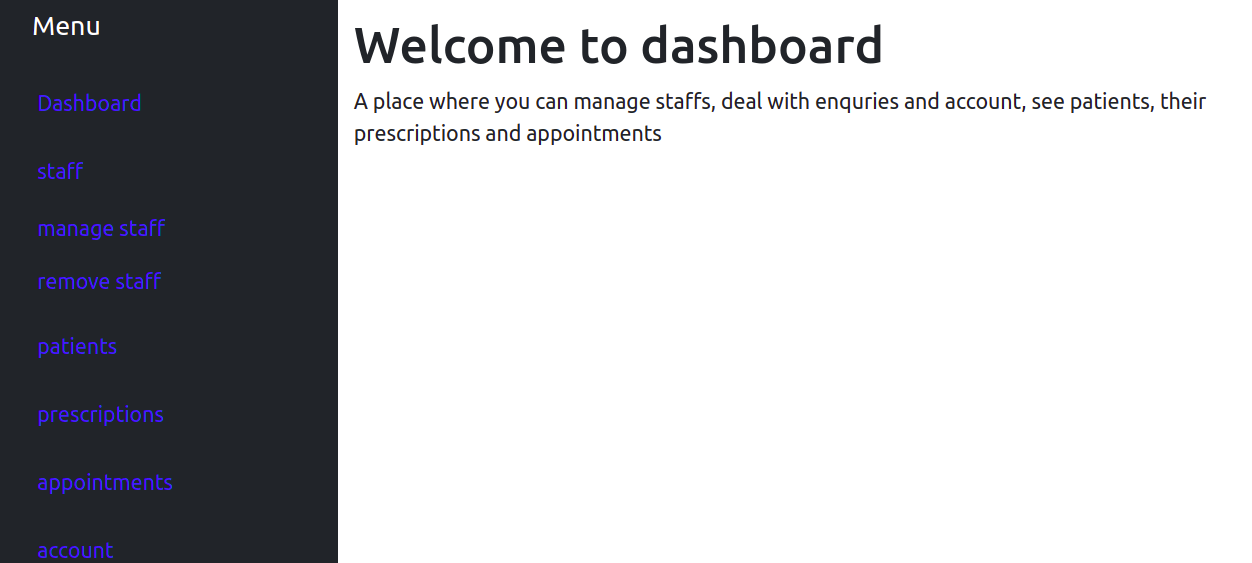 Menu
Dashboard
staff
manage staff
remove staff
patients
prescriptions
appointments
account
Welcome to dashboard
A place where you can manage staffs, deal with enquries and account, see patients, their
prescriptions and appointments